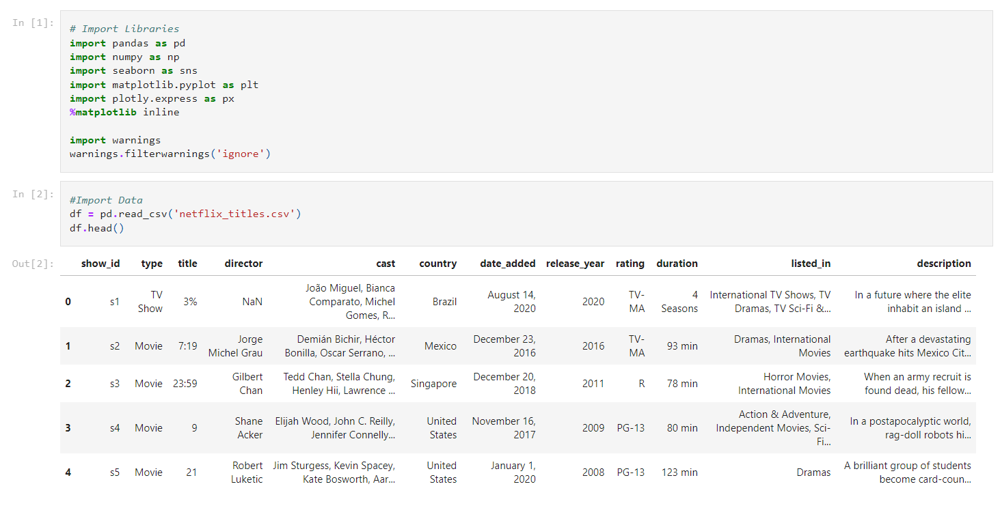 In [1]:
# Import Libraries
import pandas as pd
import numpy as np
import seaborn as sns
import matplotlib.pyplot as plt
import plotly.express as px
%matplotlib inline
import warnings
warnings.filterwarnings('ignore')
In [2]:
#Import Data
df = pd.read_csv('netflix_titles.csv')
df.head()
Out[2]:
show_id type title director cast country date_added release_year rating duration listed_in description
0 s1 TV Show 3% NaN João Miguel, Bianca Comparato, Michel Gomes, R... Brazil August 14, 2020 2020 TV-MA 4 Seasons International TV Shows, TV Dramas, TV Sci-Fi &... In a future where the elite inhabit an island ...
1 s2 Movie 7:19 Jorge Michel Grau Demián Bichir, Héctor Bonilla, Oscar Serrano, ... Mexico December 23, 2016 2016 TV-MA 93 min Dramas, International Movies After a devastating earthquake hits Mexico Cit...
2 s3 Movie 23:59 Gilbert Chan Tedd Chan, Stella Chung, Henley Hii, Lawrence ... Singapore December 20, 2018 2011 R 78 min Horror Movies, International Movies When an army recruit is found dead, his fellow...
3 s4 Movie 9 Shane Acker Elijah Wood, John C. Reilly, Jennifer Connelly... United States November 16, 2017 2009 PG-13 80 min Action & Adventure, Independent Movies, Sci-Fi... In a postapocalyptic world, rag-doll robots hi...
4 s5 Movie 21 Robert Luketic Jim Sturgess, Kevin Spacey, Kate Bosworth, Aar... United States January 1, 2020 2008 PG-13 123 min Dramas A brilliant group of students become card-coun...